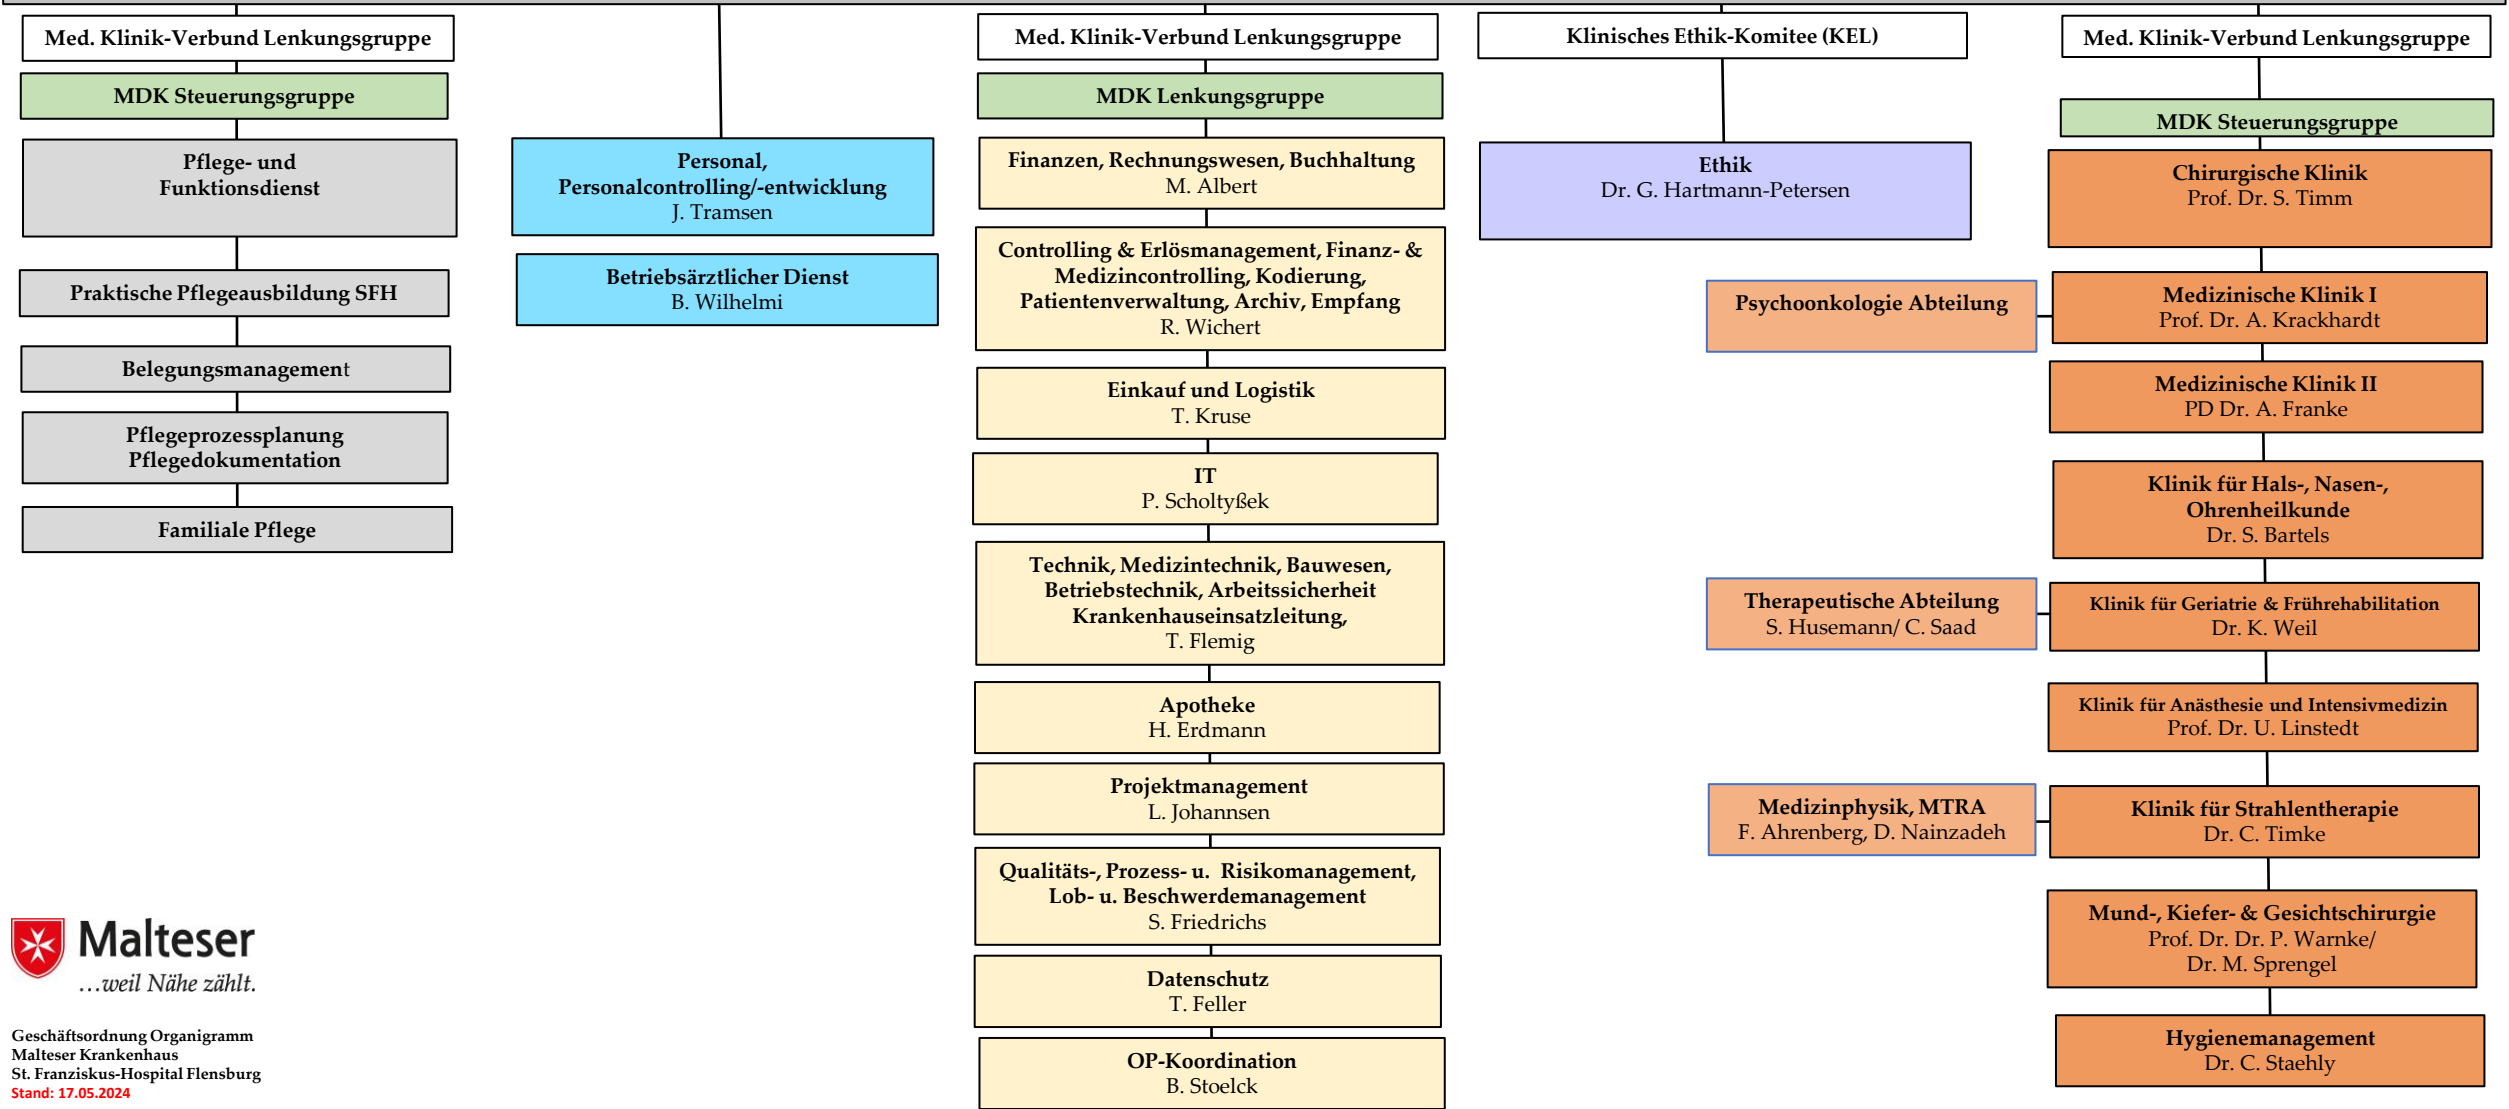 Med. Klinik-Verbund Lenkungsgruppe
MDK Steuerungsgruppe
Pflege- und
Funktionsdienst
Praktische Pflegeausbildung SFH
Belegungsmanagement
Pflegeprozessplanung
Pflegedokumentation
Familiale Pflege
Personal,
Personalcontrolling/-entwicklung
J. Tramsen
Betriebsärztlicher Dienst
B. Wilhelmi
Med. Klinik-Verbund Lenkungsgruppe
MDK Lenkungsgruppe
Finanzen, Rechnungswesen, Buchhaltung
M. Albert
Controlling & Erlösmanagement, Finanz- &
Medizincontrolling, Kodierung,
Patientenverwaltung, Archiv, Empfang
R. Wichert
Einkauf und Logistik
T. Kruse
IT
P. Scholtyßek
Technik, Medizintechnik, Bauwesen,
Betriebstechnik, Arbeitssicherheit
Krankenhauseinsatzleitung,
T. Flemig
Apotheke
H. Erdmann
Projektmanagement
L. Johannsen
Qualitäts-, Prozess- u. Risikomanagement,
Lob- u. Beschwerdemanagement
S. Friedrichs
Datenschutz
T. Feller
OP-Koordination
B. Stoelck
Klinisches Ethik-Komitee (KEL)
Ethik
Dr. G. Hartmann-Petersen
Med. Klinik-Verbund Lenkungsgruppe
MDK Steuerungsgruppe
Chirurgische Klinik
Prof. Dr. S. Timm
Psychoonkologie Abteilung
Medizinische Klinik I
Prof. Dr. A. Krackhardt
Medizinische Klinik II
PD Dr. A. Franke
Klinik für Hals-, Nasen-,
Ohrenheilkunde
Dr. S. Bartels
Therapeutische Abteilung
S. Husemann/ C. Saad
Klinik für Geriatrie & Frührehabilitation
Dr. K. Weil
Klinik für Anästhesie und Intensivmedizin
Prof. Dr. U. Linstedt
Medizinphysik, MTRA
F. Ahrenberg, D. Nainzadeh
Klinik für Strahlentherapie
Dr. C. Timke
Mund-, Kiefer- & Gesichtschirurgie
Prof. Dr. Dr. P. Warnke/
Dr. M. Sprengel
Hygienemanagement
Dr. C. Staehly
Malteser
...weil Nähe zählt.
Geschäftsordnung Organigramm
Malteser Krankenhaus
St. Franziskus-Hospital Flensburg
Stand: 17.05.2024